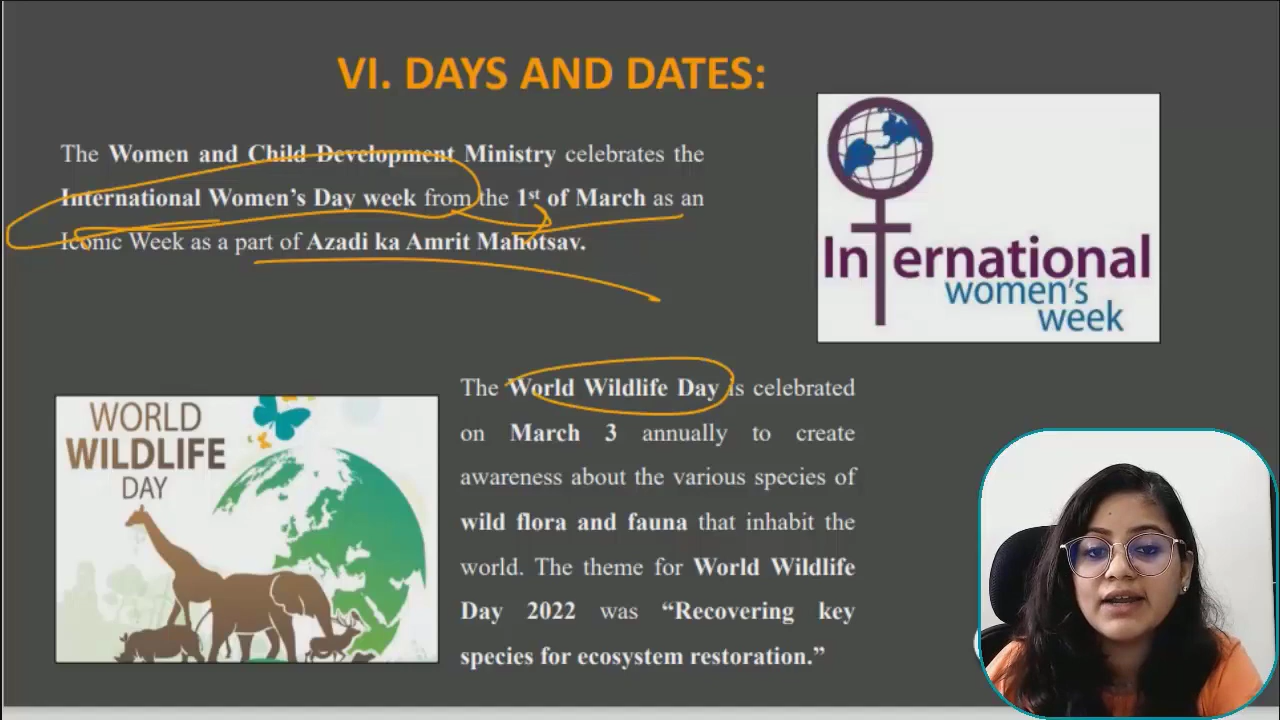 VI. DAYS AND DATES:
The Women and Child Development Ministry celebrates the
International Women’s Day week from the 1st of March as an
Iconic Week as a part of Azadi ka Amrit Mahotsav.
International
women's
week
WORLD
WILDLIFE
DAY
The World Wildlife Day is celebrated
on March 3 annually to create
awareness about the various species of
wild flora and fauna that inhabit the
world. The theme for World Wildlife
Day 2022 was “Recovering key
species for ecosystem restoration.”